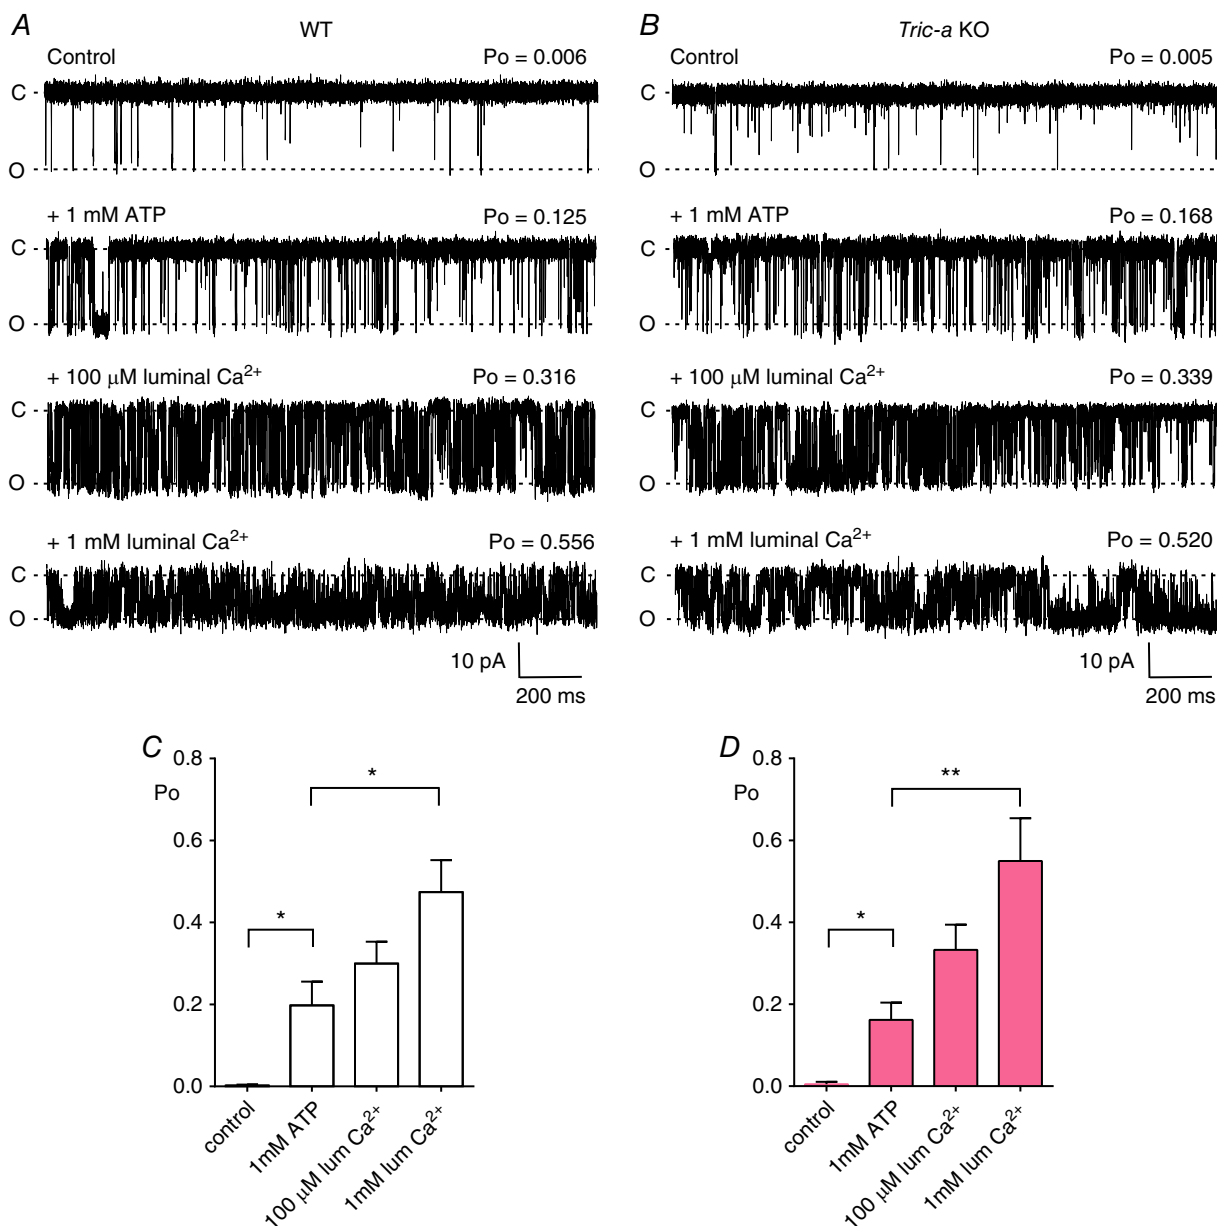 A
WT
Control
Po = 0.006
C
O
+ 1 mM ATP
Po = 0.125
C
O
+ 100 μM luminal Ca²⁺
Po = 0.316
C
O
+ 1 mM luminal Ca²⁺
Po = 0.556
C
O
10 pA
200 ms
B
Tric-a KO
Control
Po = 0.005
C
O
+ 1 mM ATP
Po = 0.168
C
O
+ 100 μM luminal Ca²⁺
Po = 0.339
C
O
+ 1 mM luminal Ca²⁺
Po = 0.520
C
O
10 pA
200 ms
C
0.8
Po
0.6
0.4
0.2
0.0
*
*
control
1mM ATP
100 μM lum Ca²⁺
1mM lum Ca²⁺
D
0.8
Po
0.6
0.4
0.2
0.0
*
**
control
1mM ATP
100 μM lum Ca²⁺
1mM lum Ca²⁺